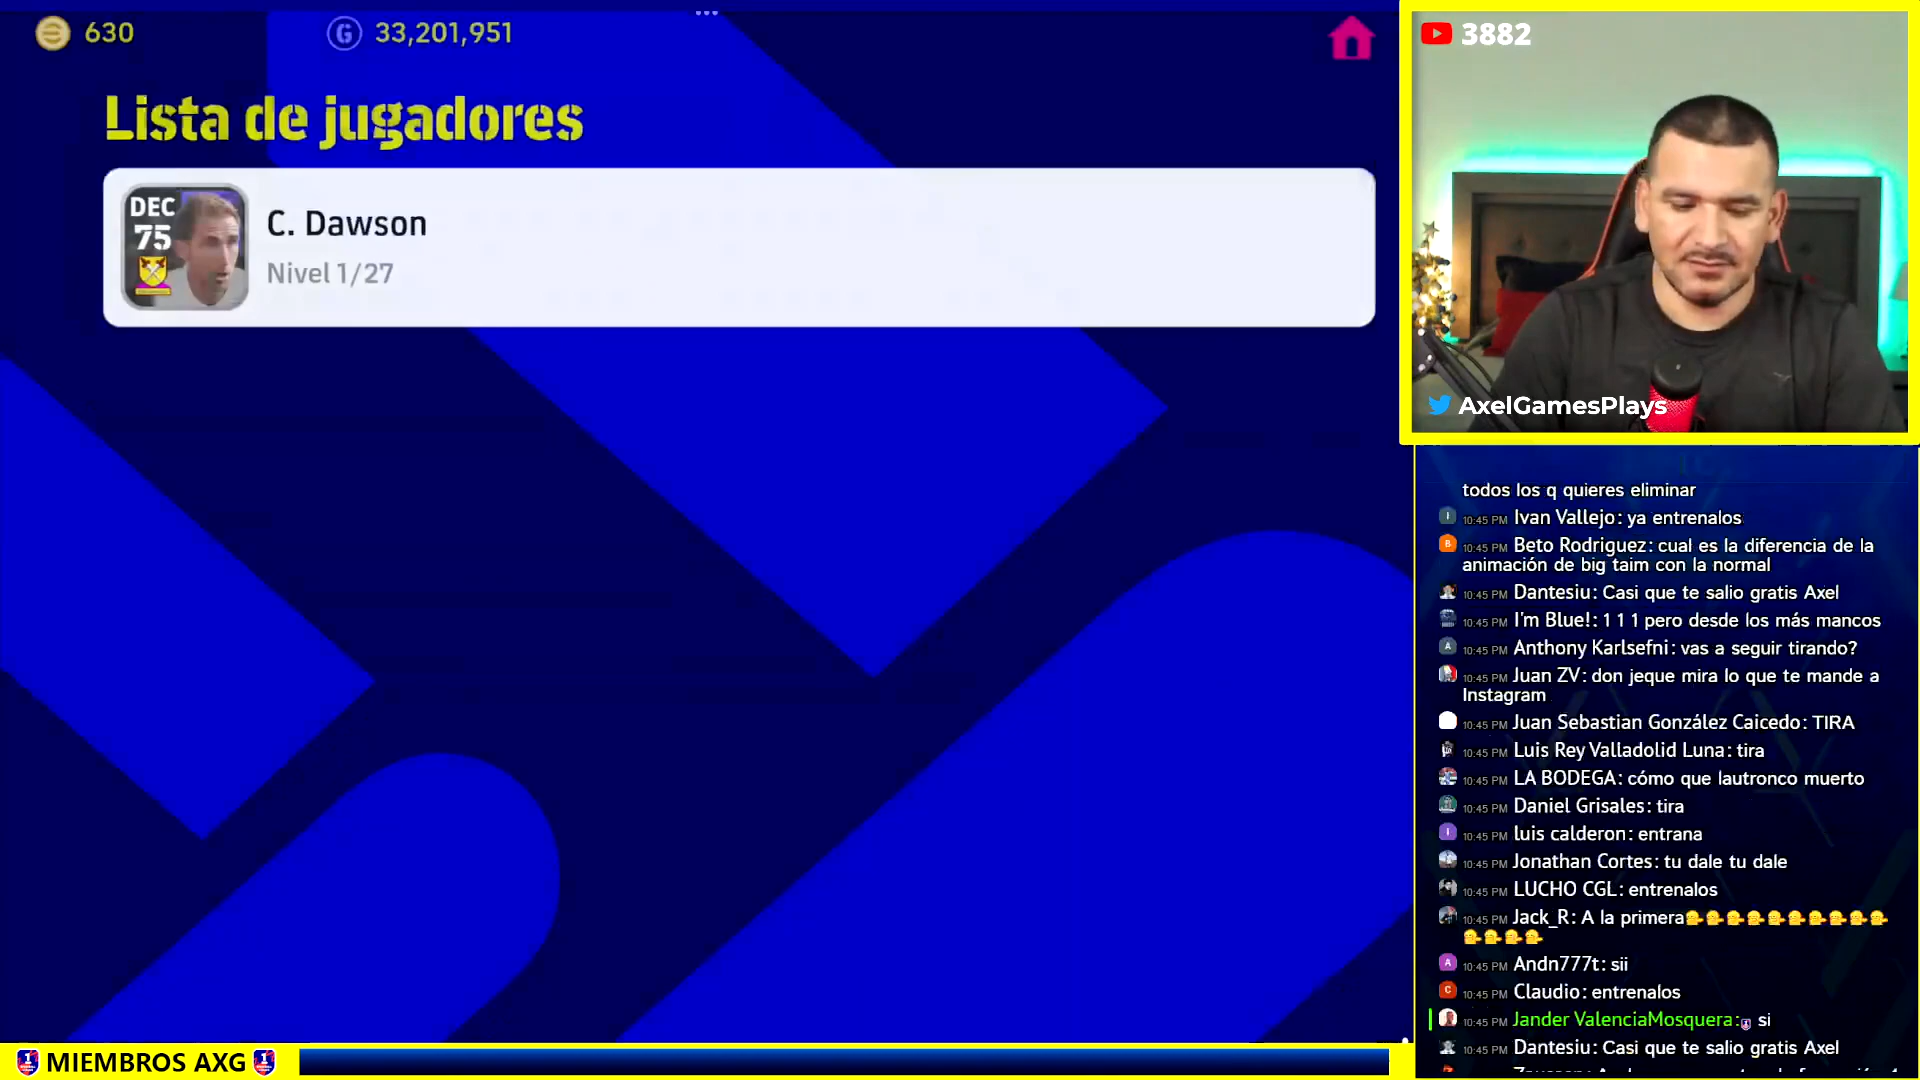 630
33,201,951
Lista de jugadores
DEC
75
C. Dawson
Nivel 1/27
3882
AxelGamesPlays
todos los q quieres eliminar
10:45 PM Ivan Vallejo: ya entrenalos
10:45 PM Beto Rodriguez: cual es la diferencia de la
animación de big taim con la normal
10:45 PM Dantesiu: Casi que te salio gratis Axel
10:45 PM I'm Blue!: 1 1 1 pero desde los más mancos
10:45 PM Anthony Karlsefni: vas a seguir tirando?
10:45 PM Juan ZV: don jeque mira lo que te mande a
Instagram
10:45 PM Juan Sebastian González Caicedo: TIRA
10:45 PM Luis Rey Valladolid Luna: tira
10:45 PM LA BODEGA: cómo que lautronco muerto
10:45 PM Daniel Grisales: tira
10:45 PM luis calderon: entrana
10:45 PM Jonathan Cortes: tu dale tu dale
10:45 PM LUCHO CGL: entrenalos
10:45 PM Jack_R: A la primera
10:45 PM Andn777t: sii
10:45 PM Claudio: entrenalos
10:45 PM Jander ValenciaMosquera: si
10:45 PM Dantesiu: Casi que te salio gratis Axel
MIEMBROS AXG